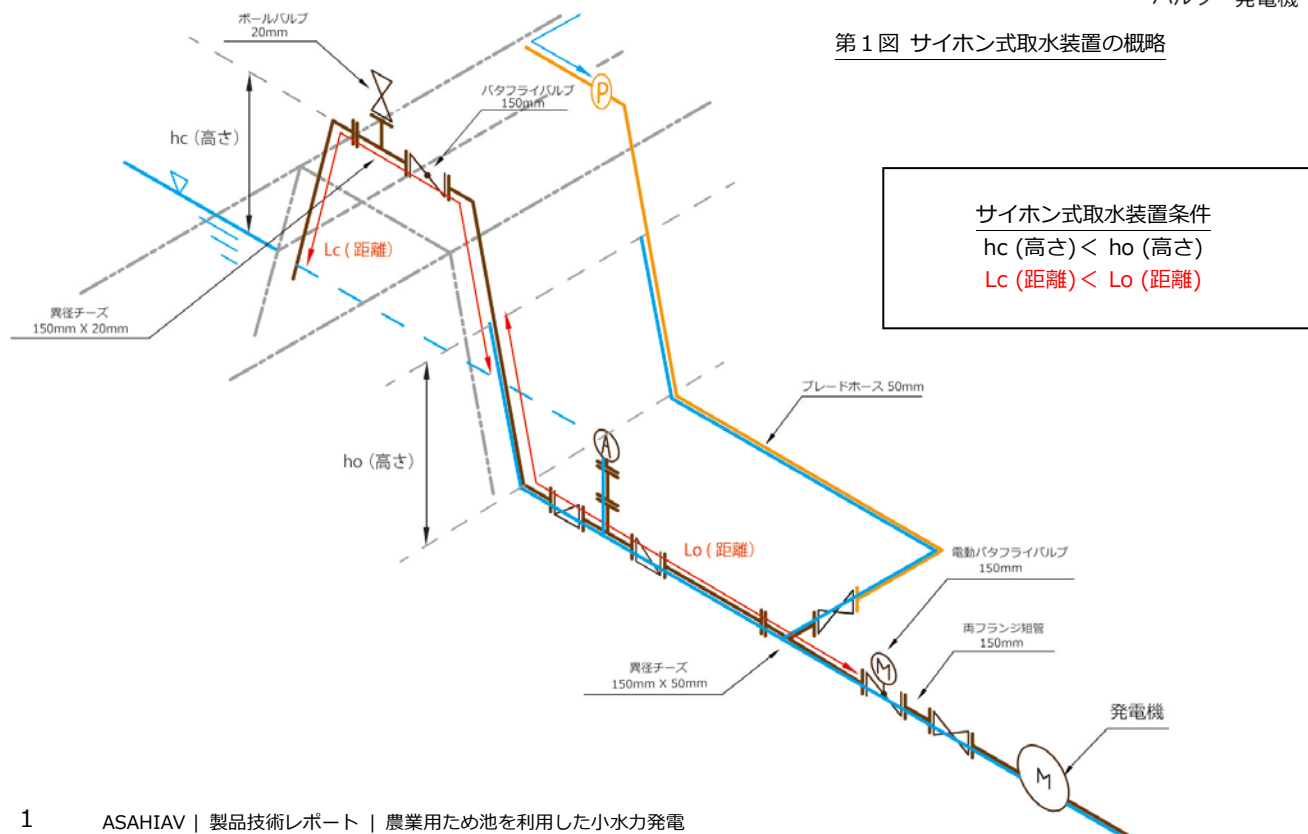 バルブ 発電機
第１図 サイホン式取水装置の概略
ボールバルブ
20mm
P
バタフライバルブ
150mm
hc (高さ)
サイホン式取水装置条件
hc (高さ)＜ ho (高さ)
Lc (距離)＜ Lo (距離)
Lc ( 距離)
異径チーズ
150mm X 20mm
ブレードホース 50mm
A
ho (高さ)
Lo ( 距離)
電動バタフライバルブ
150mm
両フランジ短管
150mm
M
異径チーズ
150mm X 50mm
発電機
M
1 ASAHIAV | 製品技術レポート | 農業用ため池を利用した小水力発電